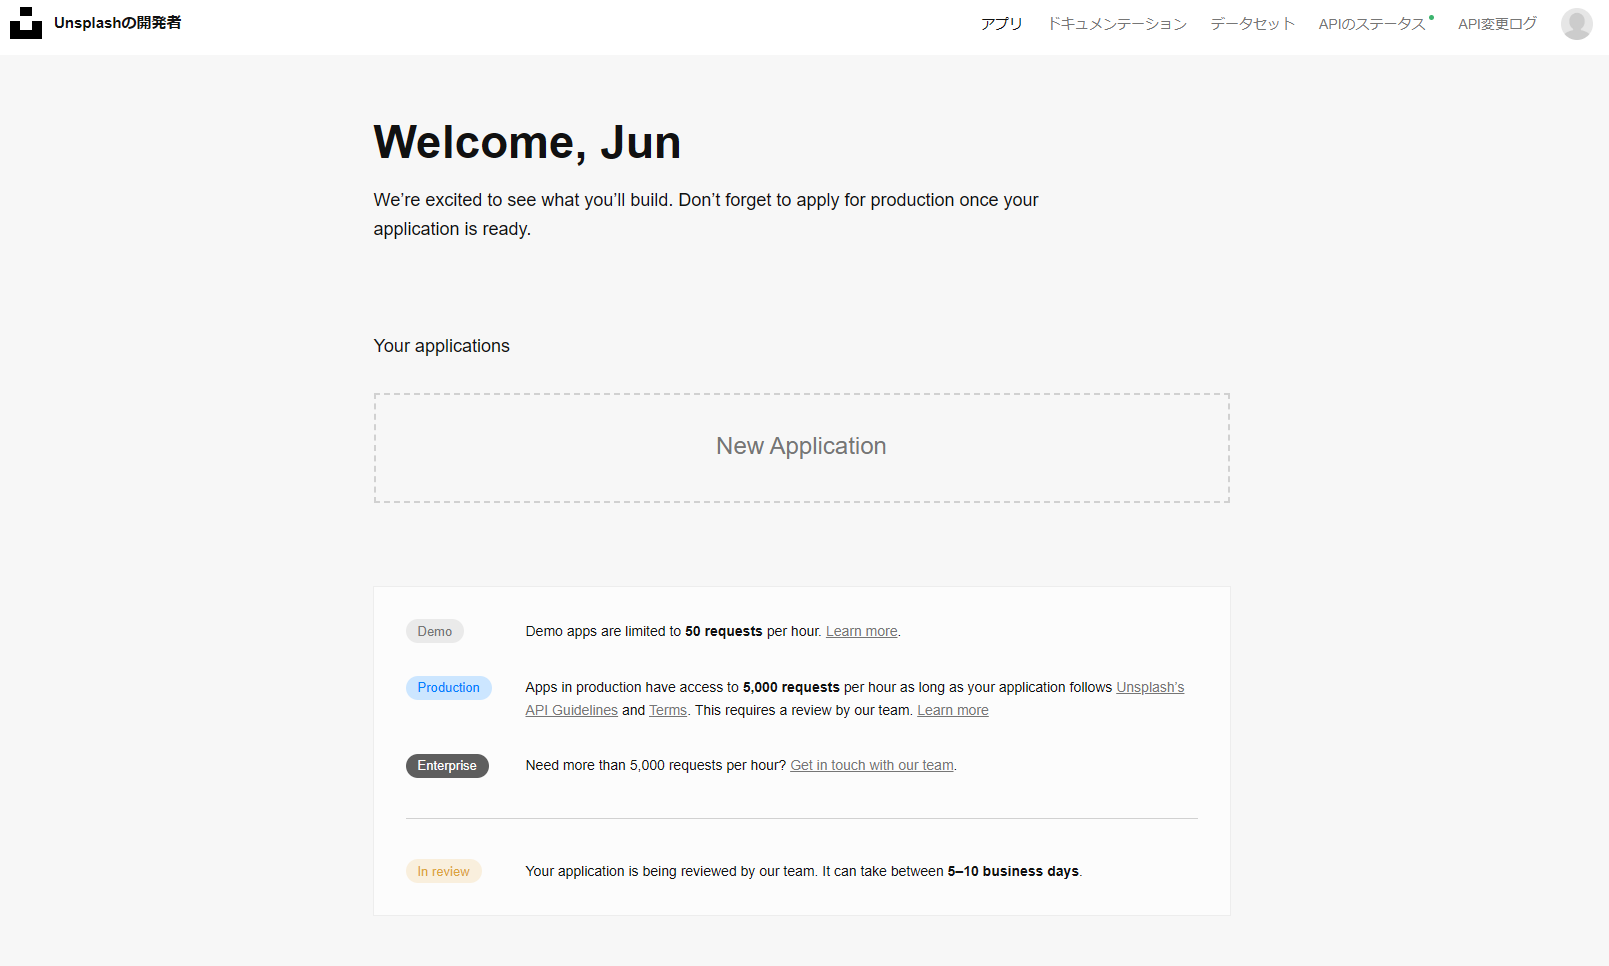 Unsplashの開発者
アプリ ドキュメンテーション データセット APIのステータス API変更ログ
Welcome, Jun
We’re excited to see what you’ll build. Don’t forget to apply for production once your
application is ready.
Your applications
New Application
Demo Demo apps are limited to 50 requests per hour. Learn more.
Production Apps in production have access to 5,000 requests per hour as long as your application follows Unsplash’s
API Guidelines and Terms. This requires a review by our team. Learn more
Enterprise Need more than 5,000 requests per hour? Get in touch with our team.
In review Your application is being reviewed by our team. It can take between 5–10 business days.